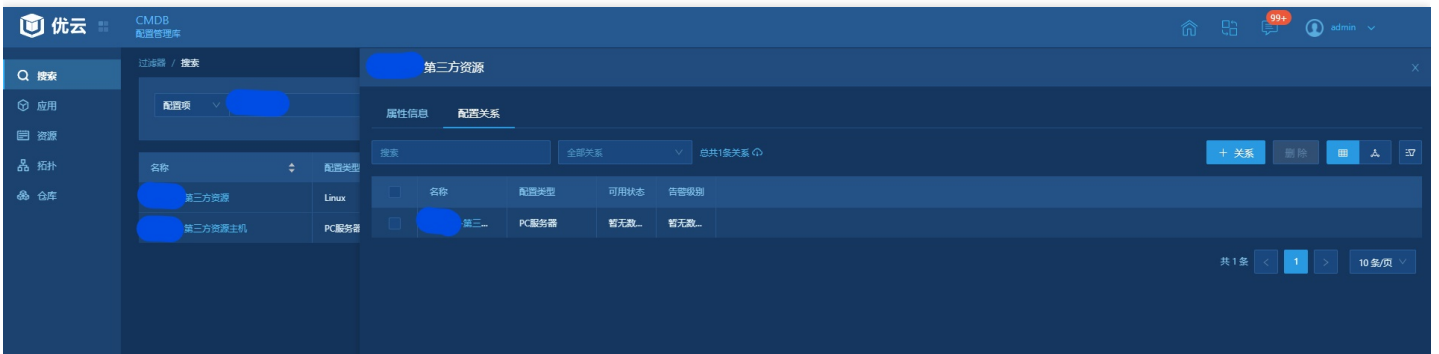 优云
CMDB
配置管理库
99+
admin
搜索
应用
资源
拓扑
仓库
过滤器 / 搜索
配置项
名称
配置类型
第三方资源
Linux
第三方资源主机
PC服务器
第三方资源
属性信息
配置关系
搜索
全部关系
总共1条关系
+ 关系
删除
名称
配置类型
可用状态
告警级别
第三...
PC服务器
暂无数...
暂无数...
共 1 条
1
10 条/页